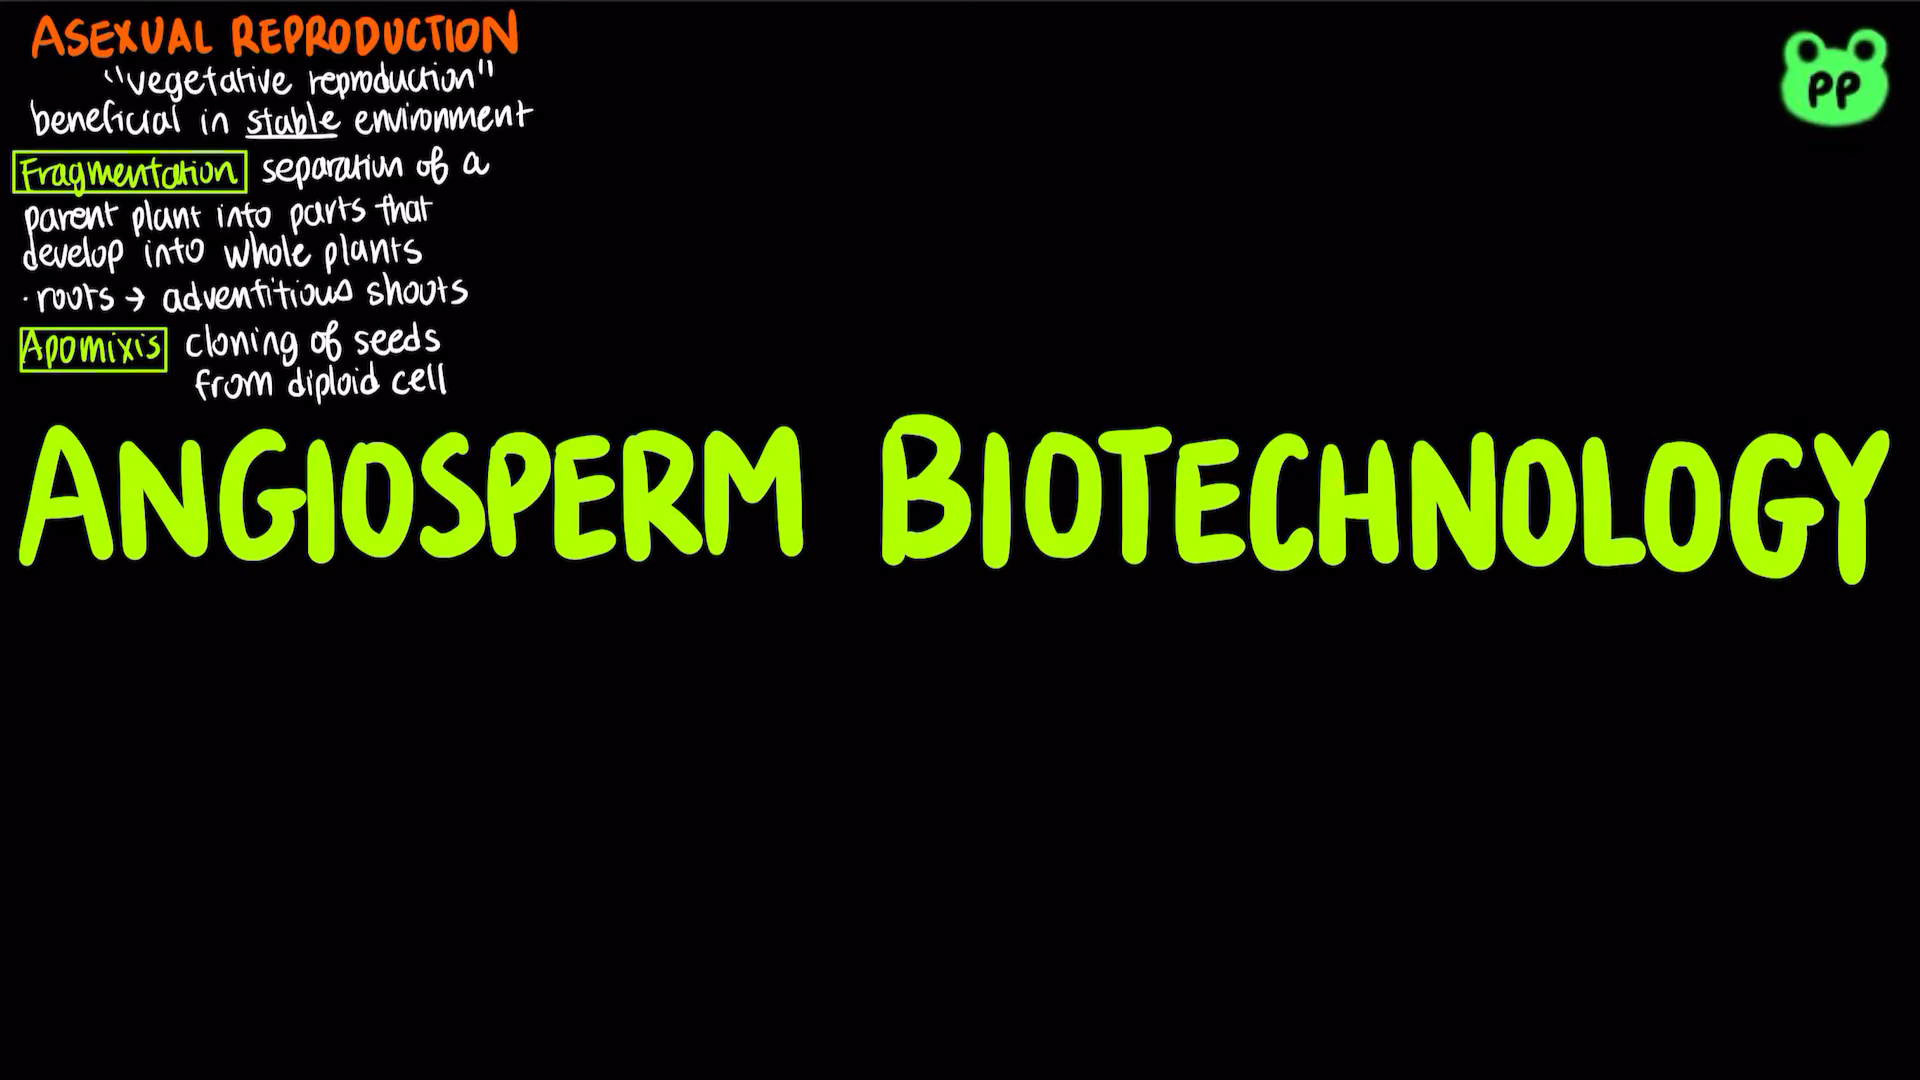 ASEXUAL REPRODUCTION
"vegetative reproduction"
beneficial in stable environment
Fragmentation separation of a
parent plant into parts that
develop into whole plants
· roots → adventitious shoots
Apomixis cloning of seeds
from diploid cell
PP
ANGIOSPERM BIOTECHNOLOGY